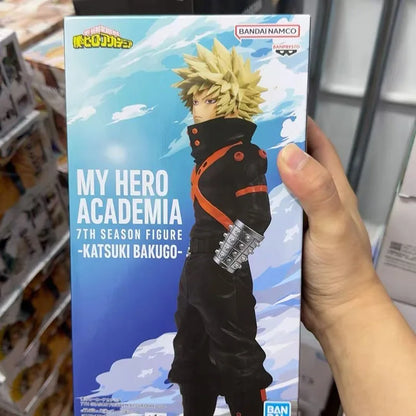 僕のヒーローアカデミア
BANDAI NAMCO
BANPRESTO
MY HERO
ACADEMIA
7TH SEASON FIGURE
-KATSUKI BAKUGO-
BAN